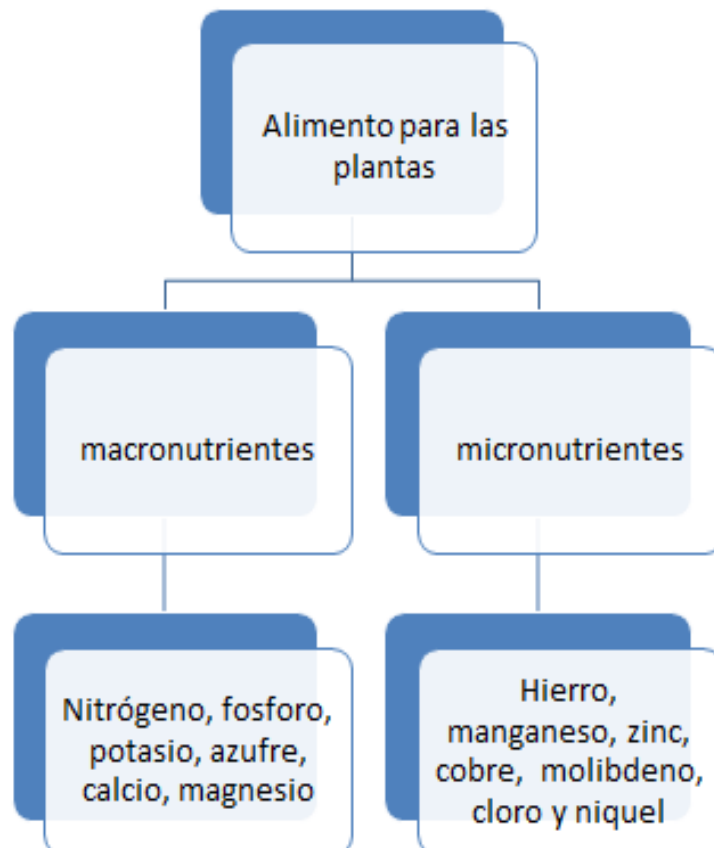 Alimento para las
plantas
macronutrientes
micronutrientes
Nitrógeno, fosforo,
potasio, azufre,
calcio, magnesio
Hierro,
manganeso, zinc,
cobre, molibdeno,
cloro y niquel